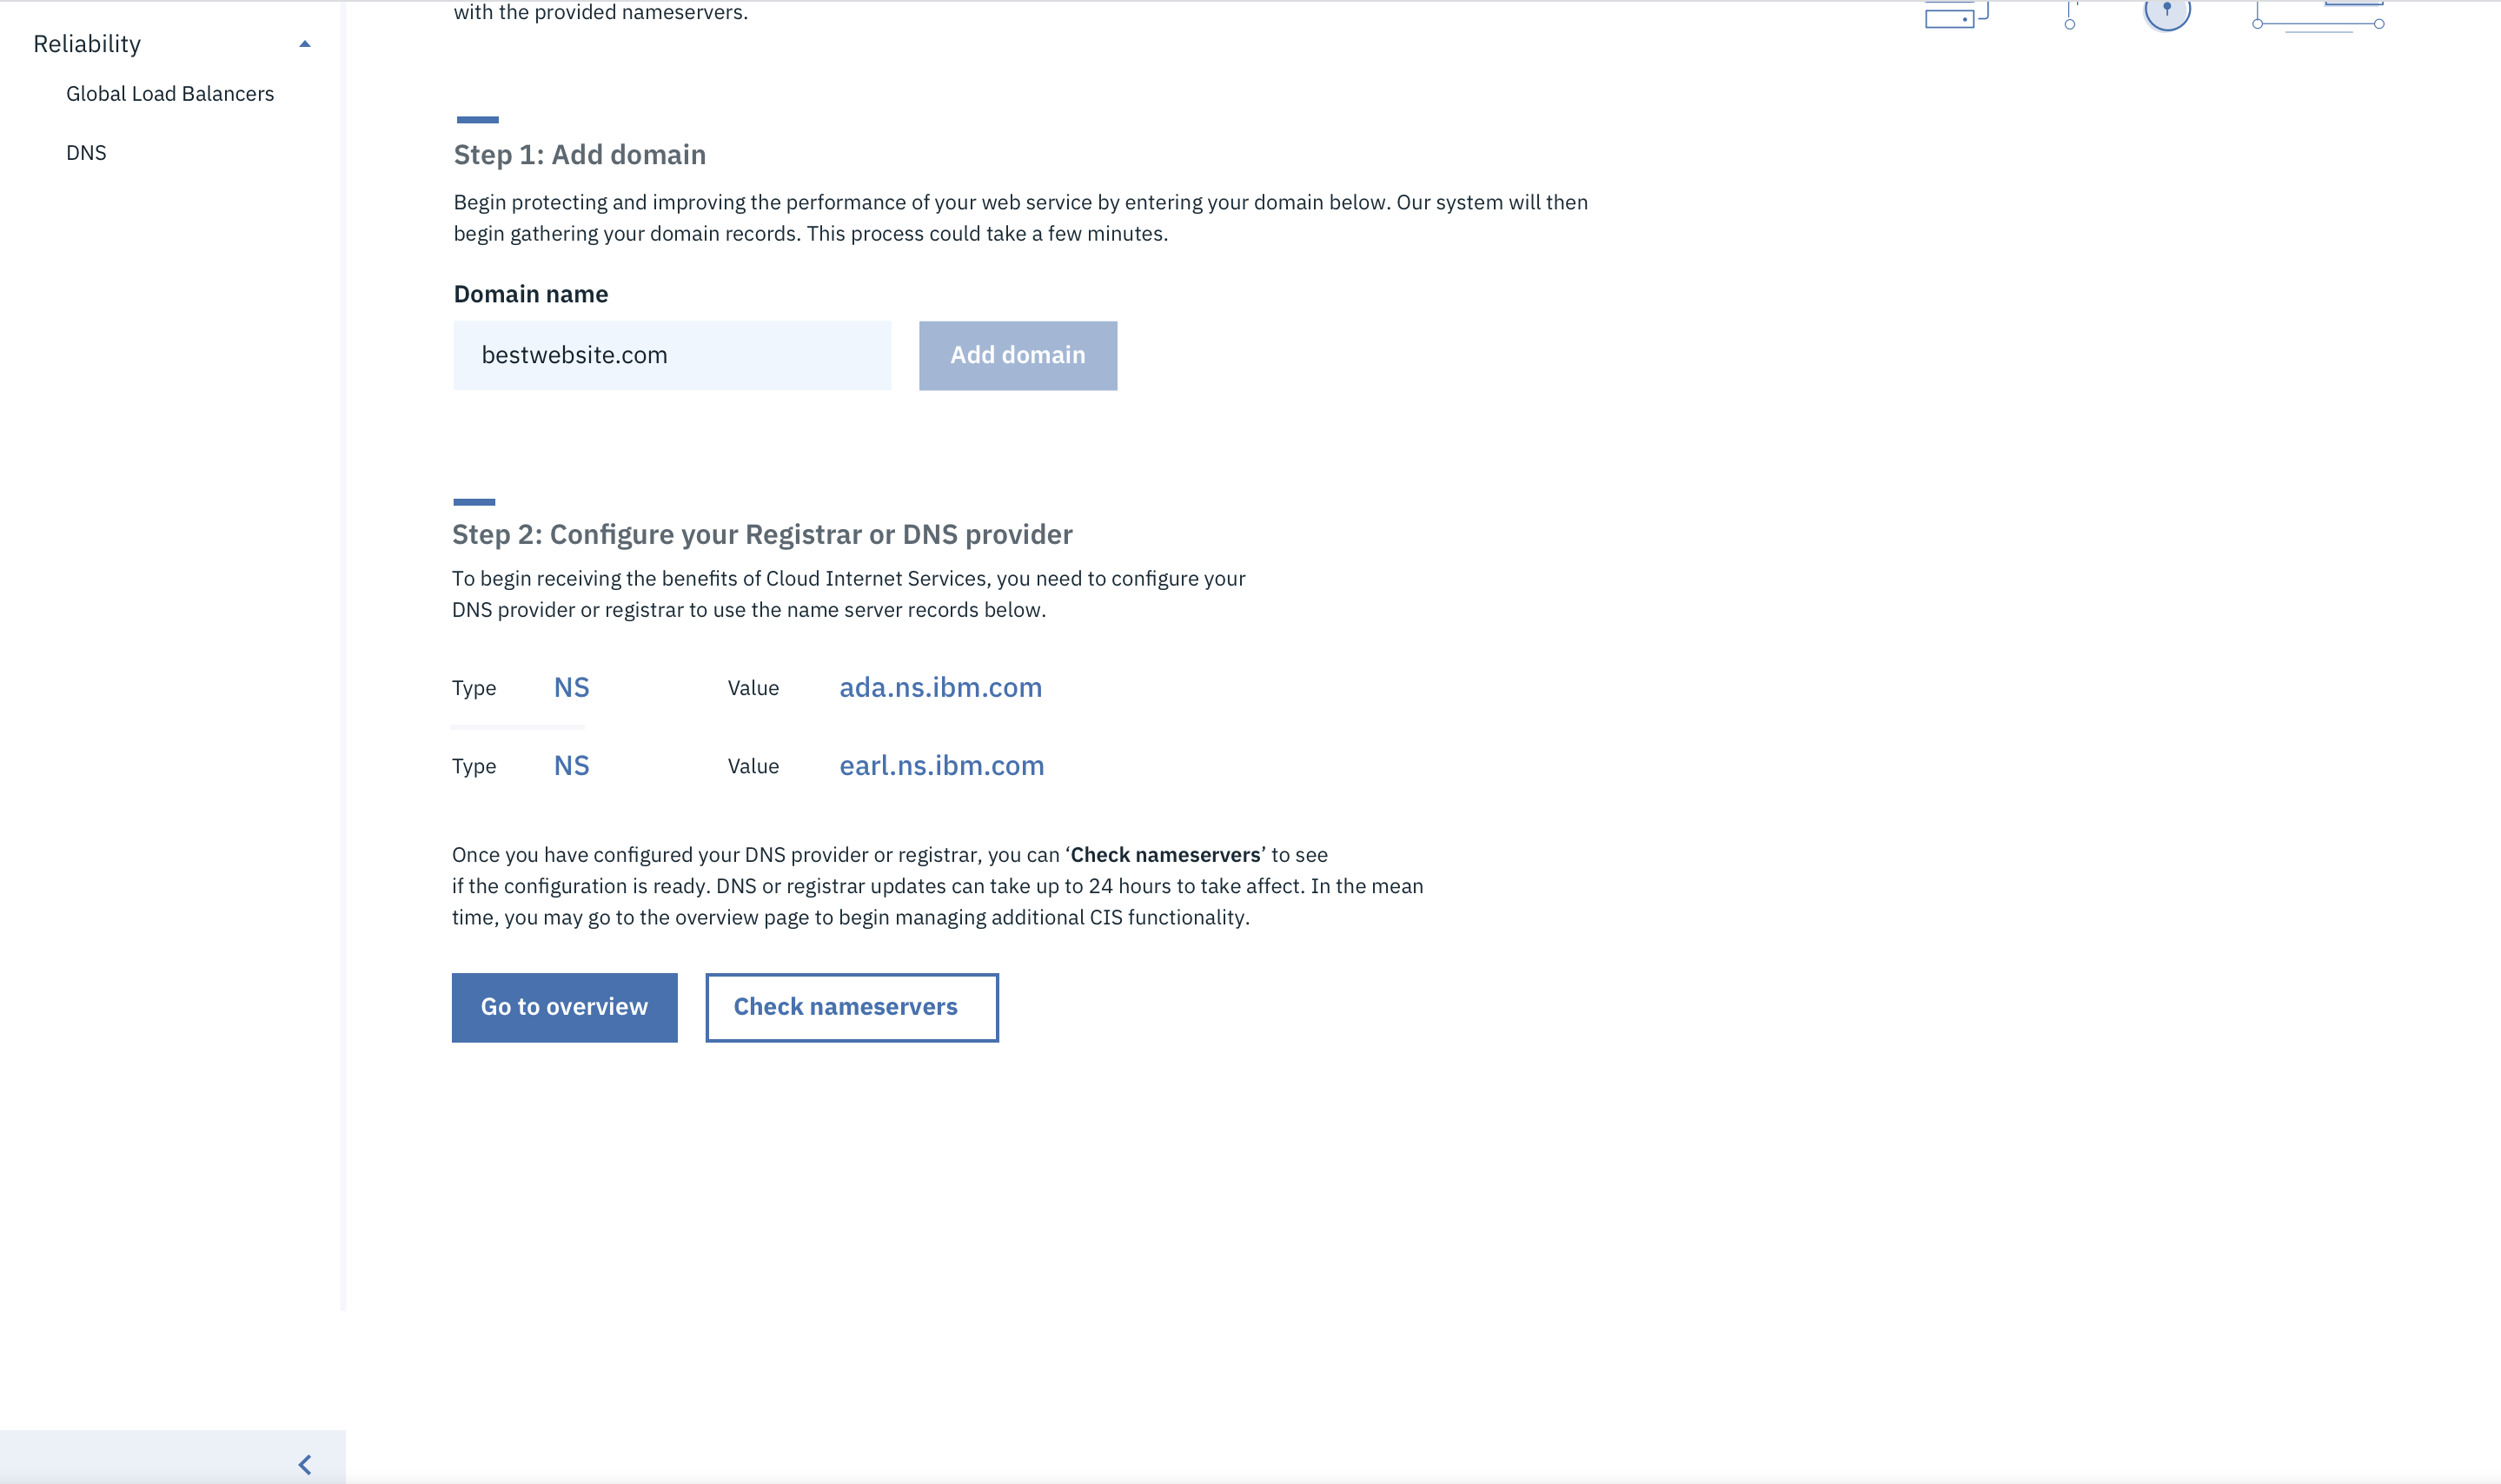 Reliability
Global Load Balancers
DNS
with the provided nameservers.
Step 1: Add domain
Begin protecting and improving the performance of your web service by entering your domain below. Our system will then
begin gathering your domain records. This process could take a few minutes.
Domain name
bestwebsite.com
Add domain
Step 2: Configure your Registrar or DNS provider
To begin receiving the benefits of Cloud Internet Services, you need to configure your
DNS provider or registrar to use the name server records below.
Type NS Value ada.ns.ibm.com
Type NS Value earl.ns.ibm.com
Once you have configured your DNS provider or registrar, you can ‘Check nameservers’ to see
if the configuration is ready. DNS or registrar updates can take up to 24 hours to take affect. In the mean
time, you may go to the overview page to begin managing additional CIS functionality.
Go to overview
Check nameservers